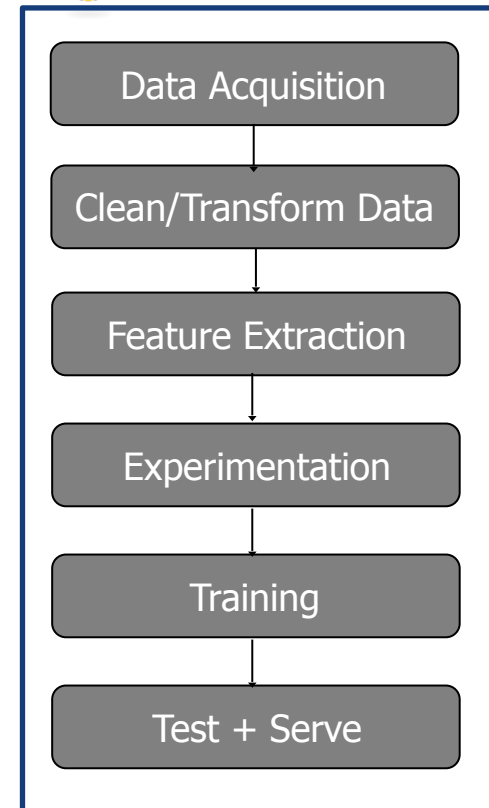 Data Acquisition
Clean/Transform Data
Feature Extraction
Experimentation
Training
Test + Serve